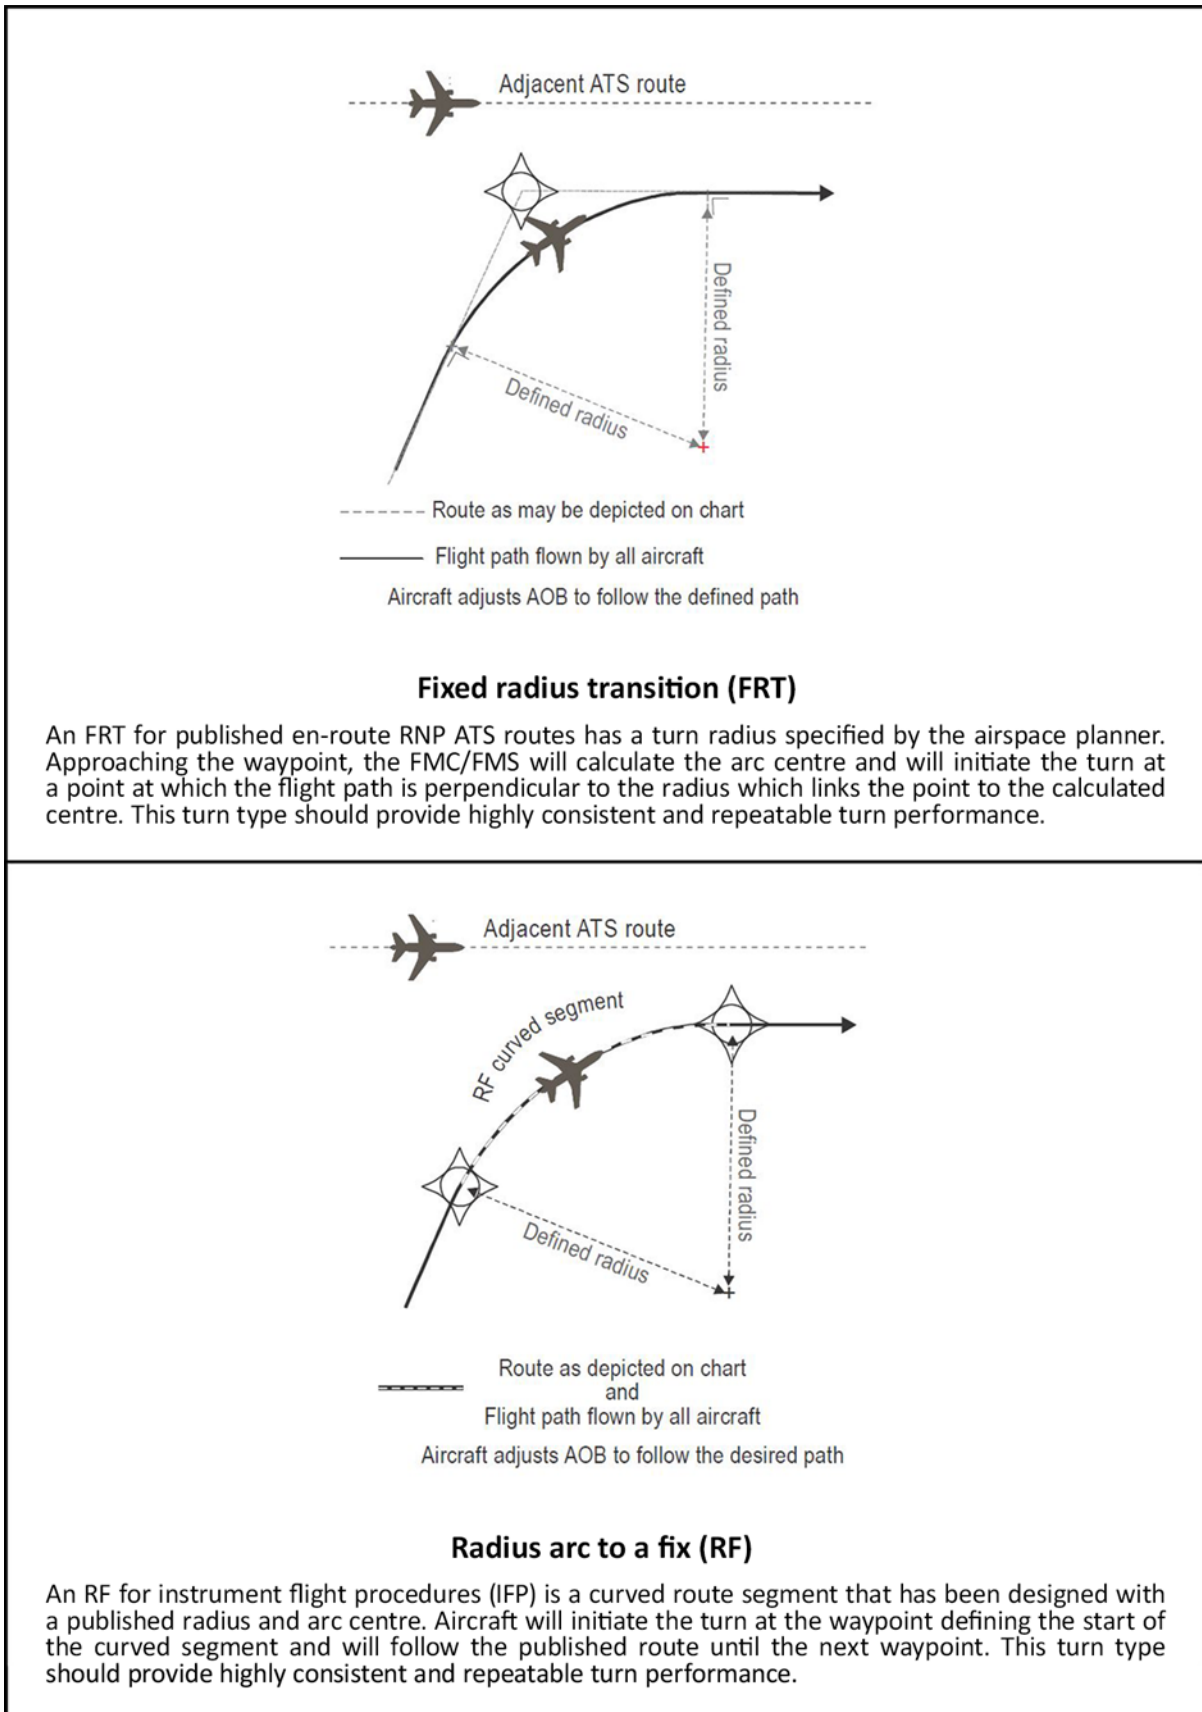 Adjacent ATS route
Defined radius
Defined radius
Route as may be depicted on chart
Flight path flown by all aircraft
Aircraft adjusts AOB to follow the defined path
Fixed radius transition (FRT)
An FRT for published en-route RNP ATS routes has a turn radius specified by the airspace planner.
Approaching the waypoint, the FMC/FMS will calculate the arc centre and will initiate the turn at
a point at which the flight path is perpendicular to the radius which links the point to the calculated
centre. This turn type should provide highly consistent and repeatable turn performance.
Adjacent ATS route
RF curved segment
Defined radius
Defined radius
Route as depicted on chart
and
Flight path flown by all aircraft
Aircraft adjusts AOB to follow the desired path
Radius arc to a fix (RF)
An RF for instrument flight procedures (IFP) is a curved route segment that has been designed with
a published radius and arc centre. Aircraft will initiate the turn at the waypoint defining the start of
the curved segment and will follow the published route until the next waypoint. This turn type
should provide highly consistent and repeatable turn performance.